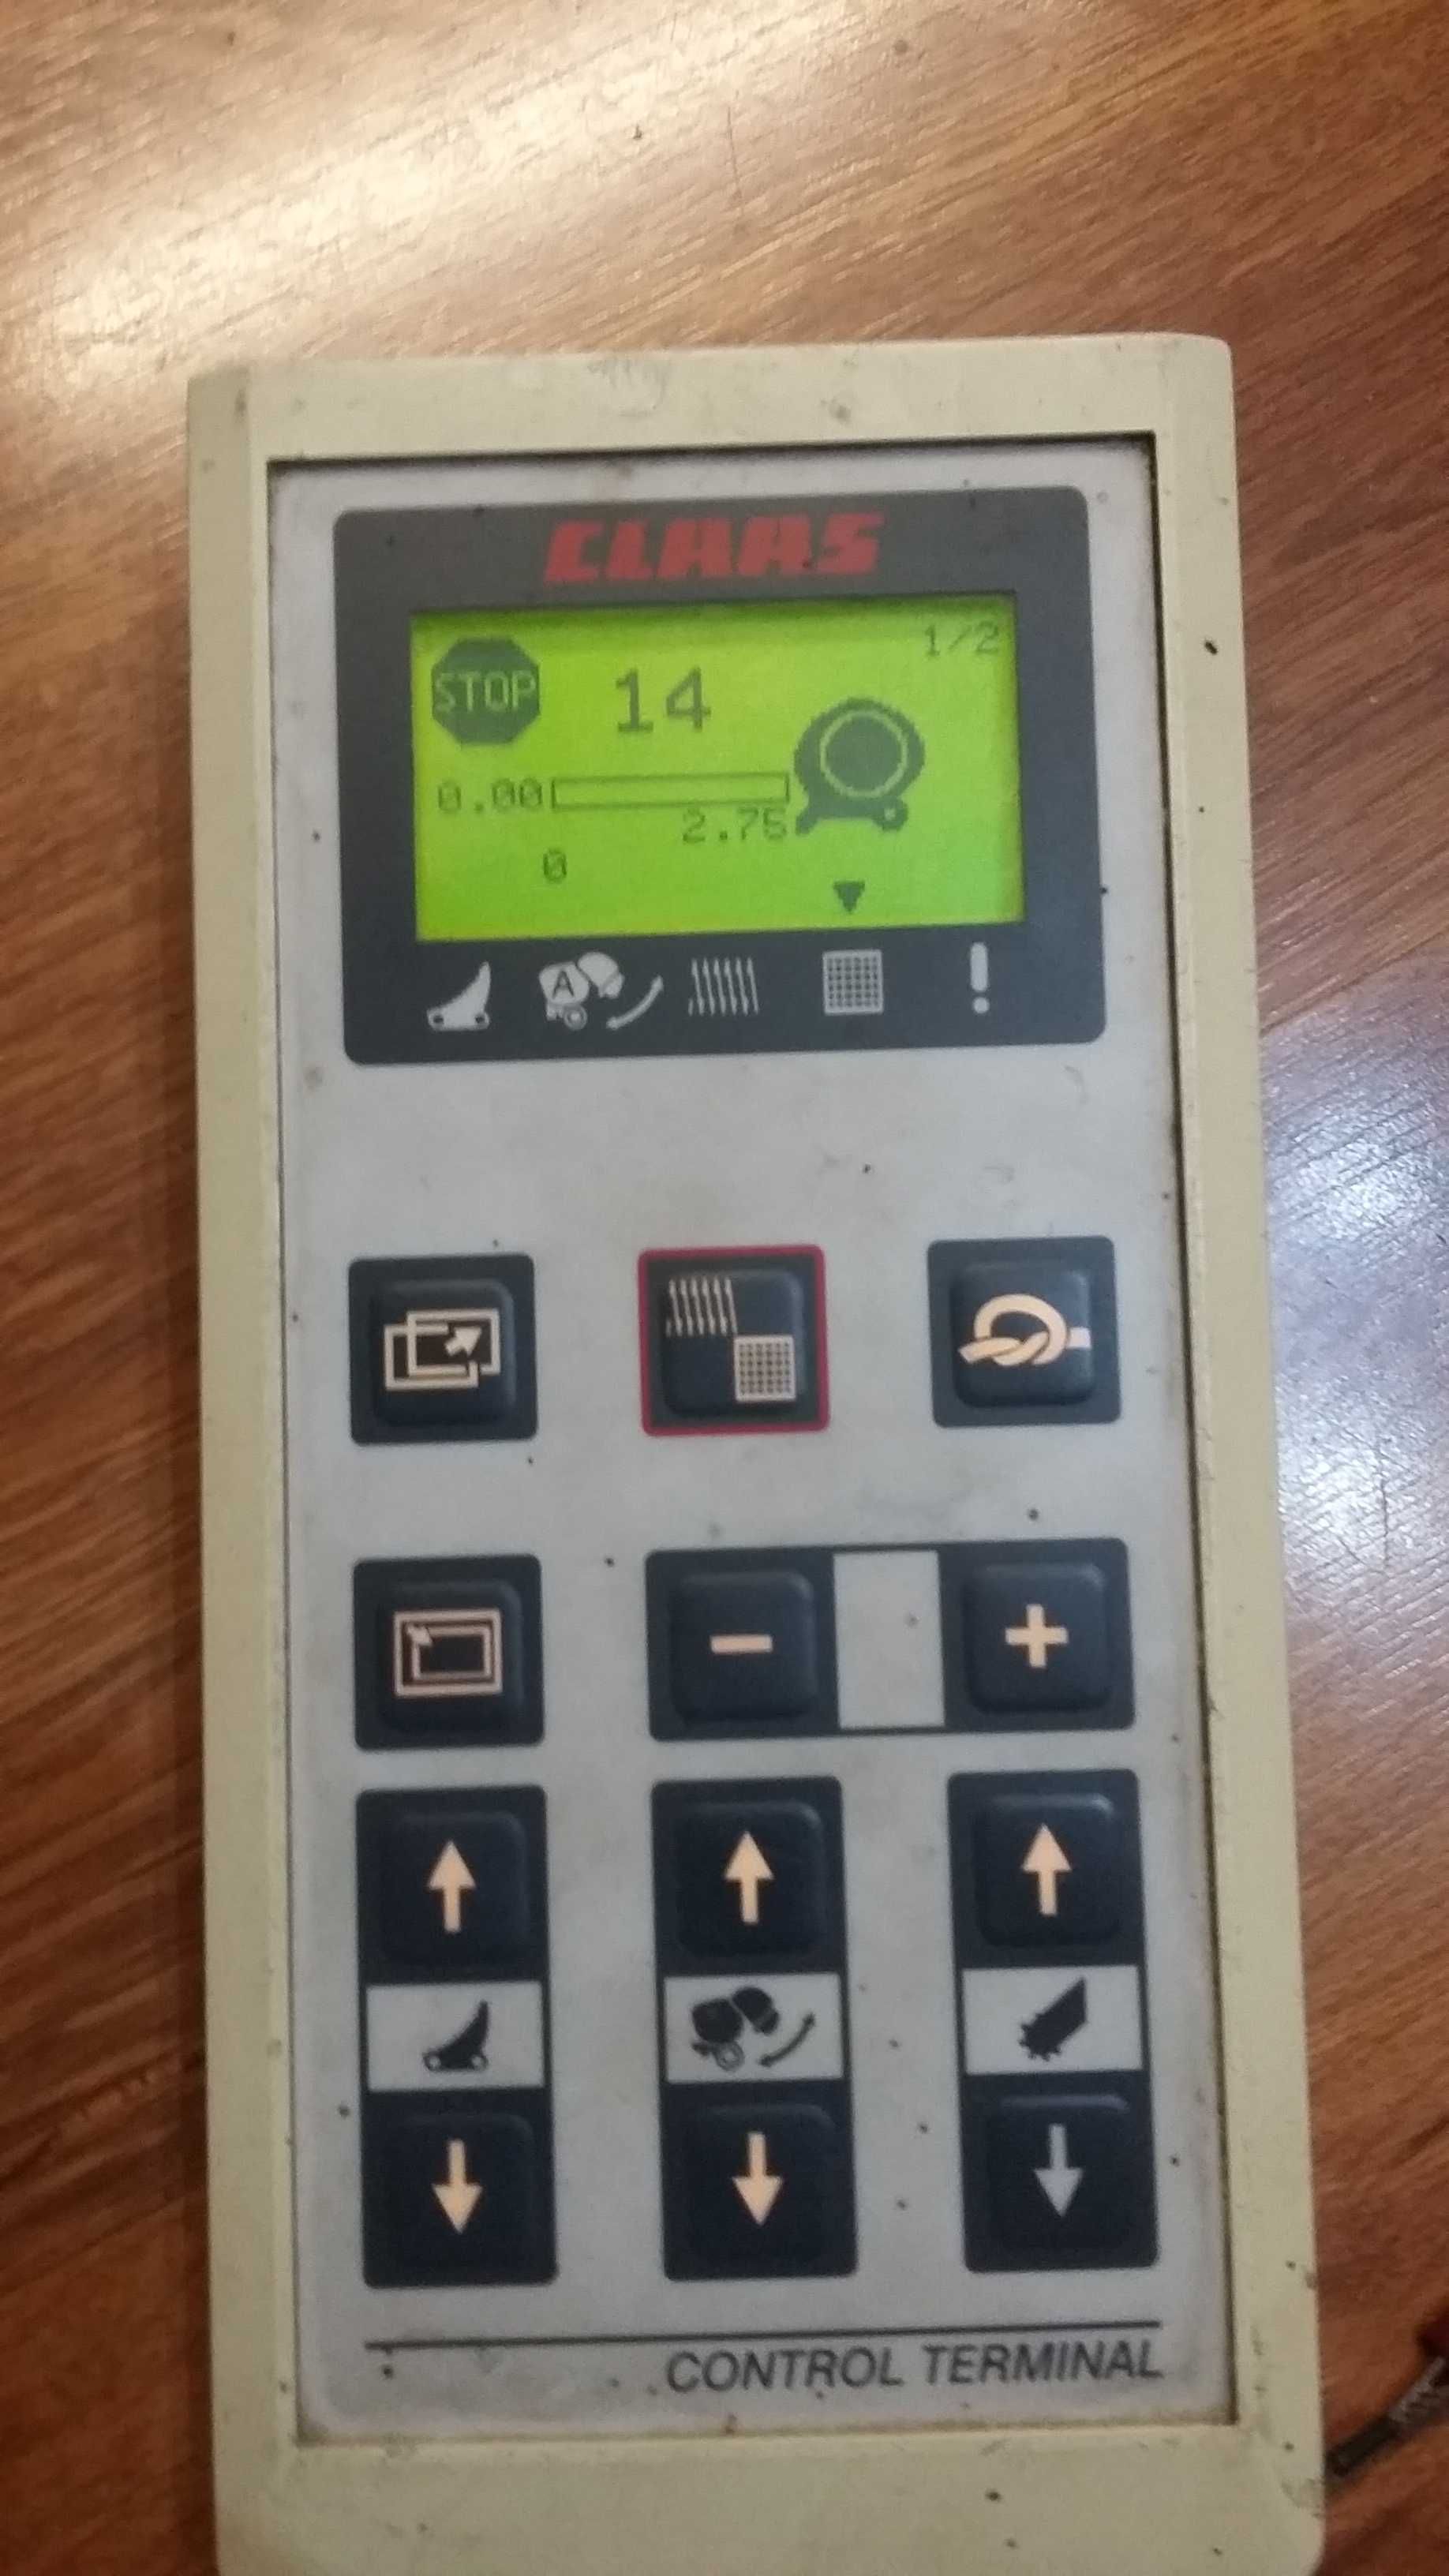 CLAAS
1/2
STOP 14
0.00
2.75
0
A
!
- +
CONTROL TERMINAL